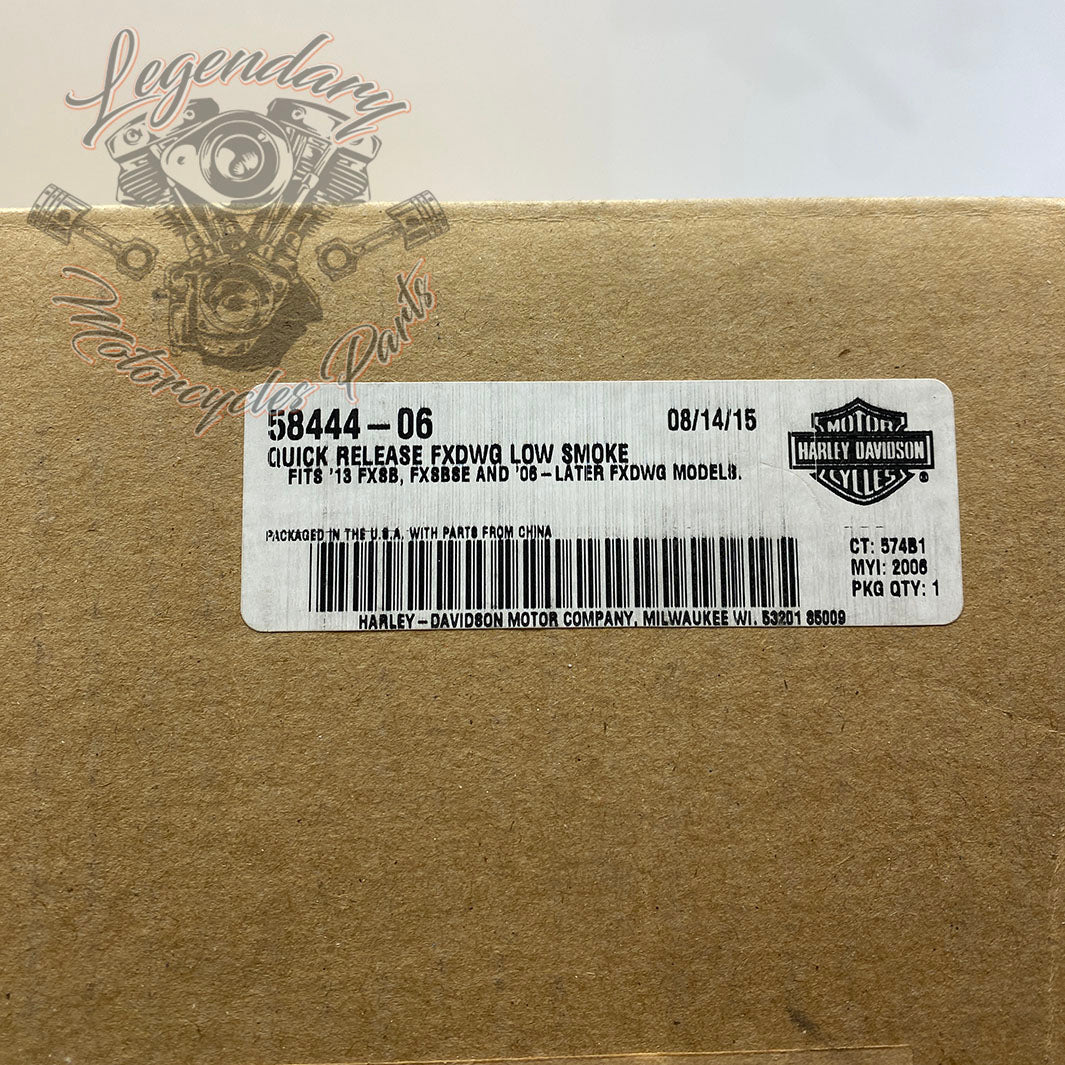 Legendary
Motorcycles Parts
58444-06
08/14/15
QUICK RELEASE FXDWG LOW SMOKE
FITS '13 FXSB, FXSBSE AND '06-LATER FXDWG MODELS.
MOTOR
HARLEY DAVIDSON
CYCLES
®
PACKAGED IN THE U.S.A. WITH PARTS FROM CHINA
CT: 57451
MYI: 2006
PKG QTY: 1
HARLEY-DAVIDSON MOTOR COMPANY, MILWAUKEE WI. 53201 85009